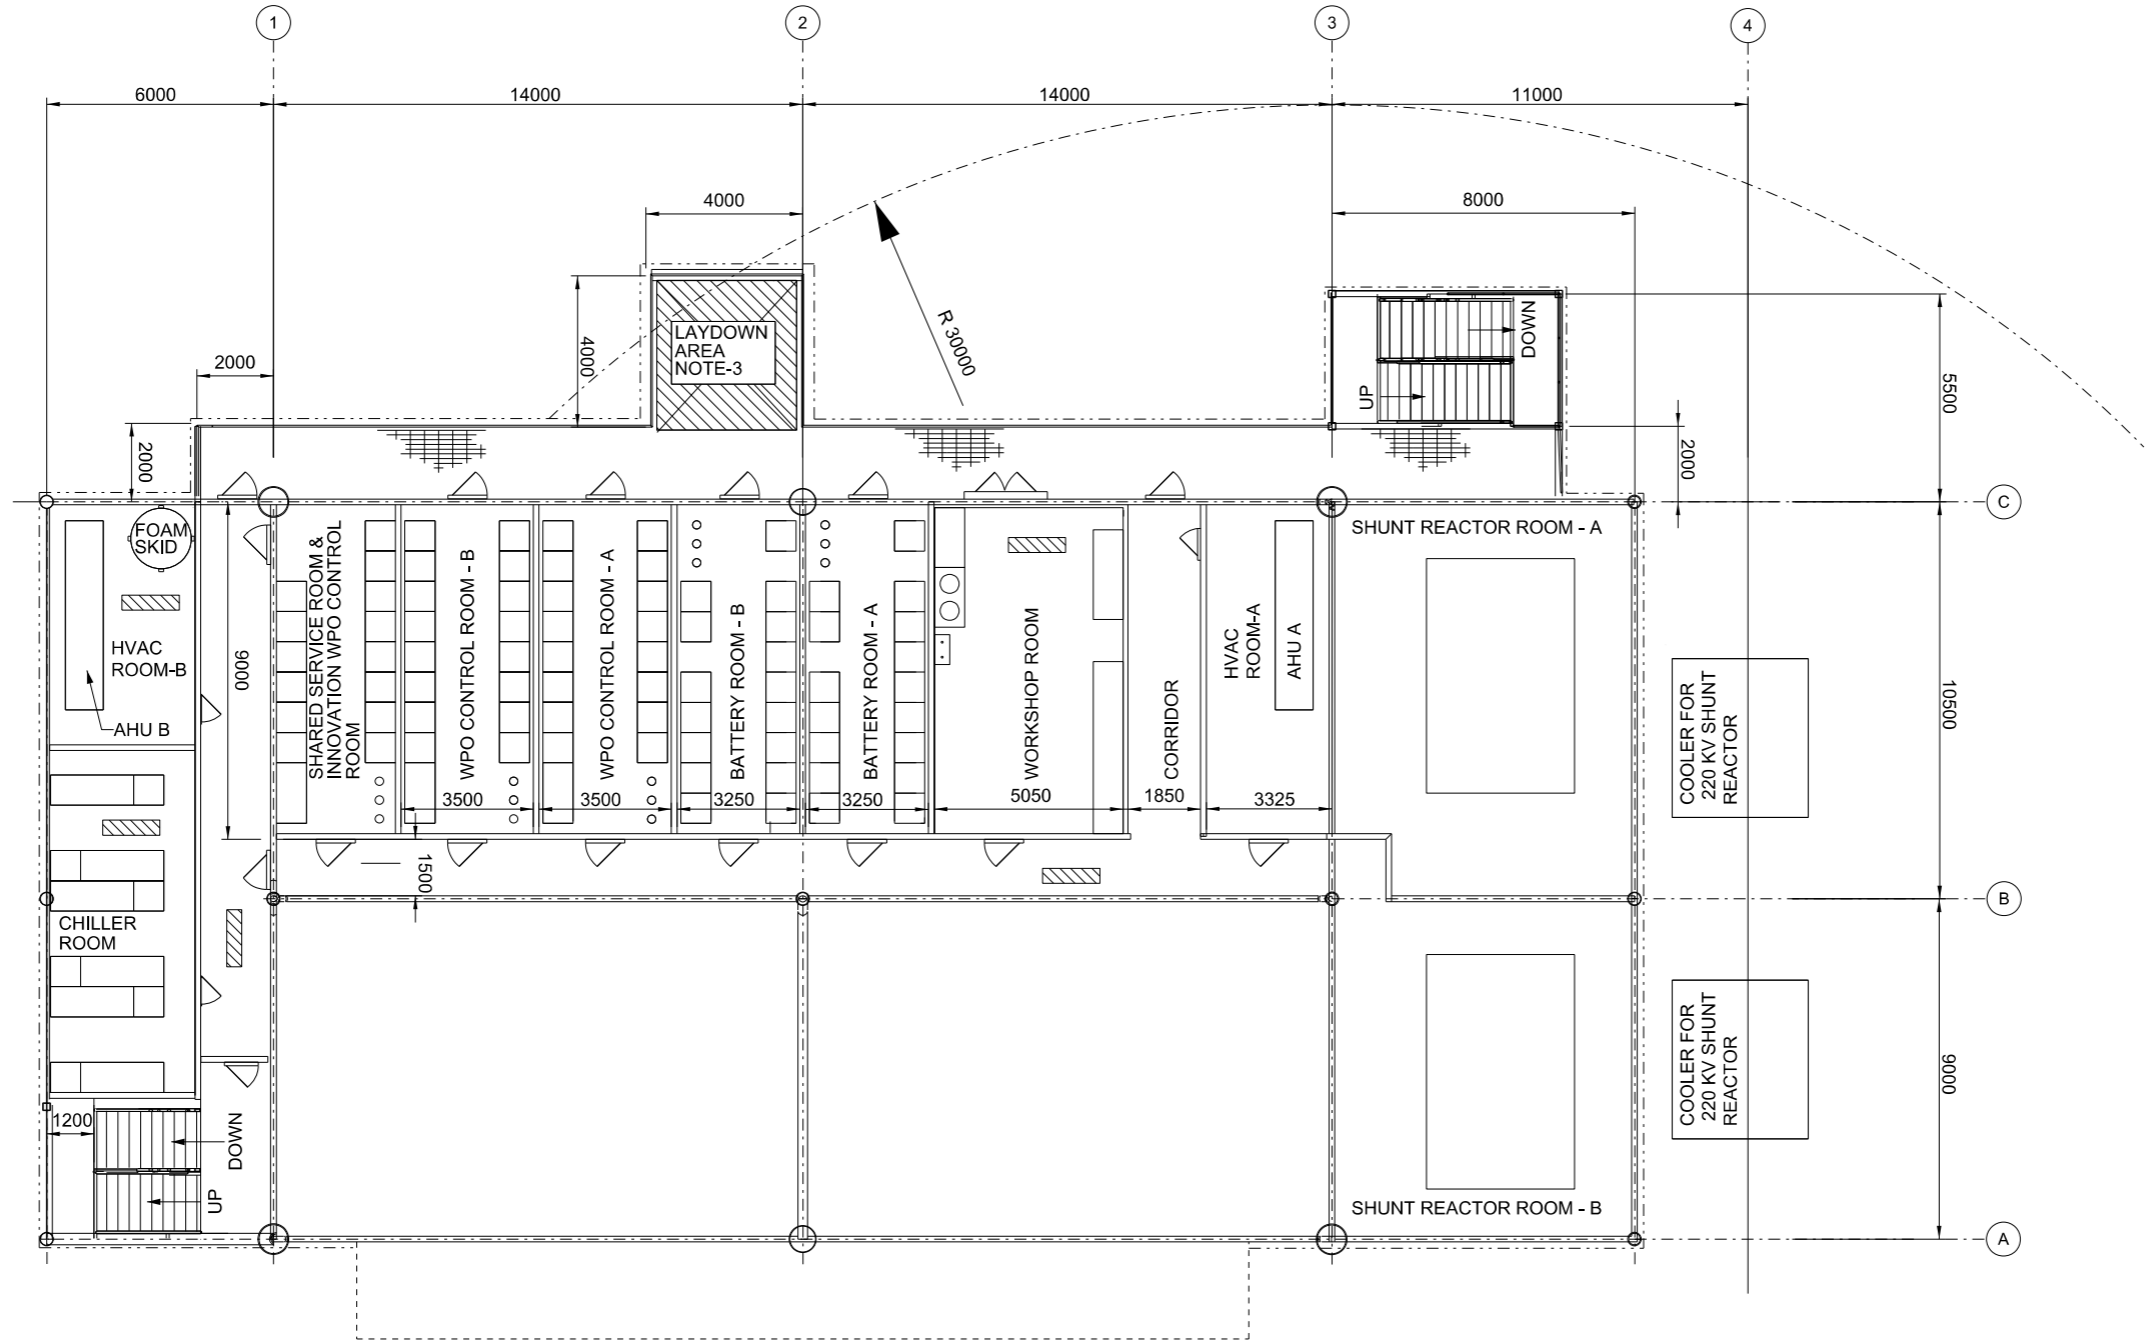 1
2
3
4
6000
14000
14000
11000
4000
8000
R 30000
LAYDOWN
AREA
NOTE-3
4000
2000
2000
DOWN
UP
5500
2000
C
FOAM
SKID
HVAC
ROOM-B
AHU B
9000
SHARED SERVICE ROOM &
INNOVATION WPO CONTROL
ROOM
WPO CONTROL ROOM - B
WPO CONTROL ROOM - A
BATTERY ROOM - B
BATTERY ROOM - A
WORKSHOP ROOM
CORRIDOR
HVAC
ROOM-A
AHU A
SHUNT REACTOR ROOM - A
COOLER FOR
220 KV SHUNT
REACTOR
10500
3500
3500
3250
3250
5050
1850
3325
1500
B
CHILLER
ROOM
1200
DOWN
UP
SHUNT REACTOR ROOM - B
COOLER FOR
220 KV SHUNT
REACTOR
9000
A